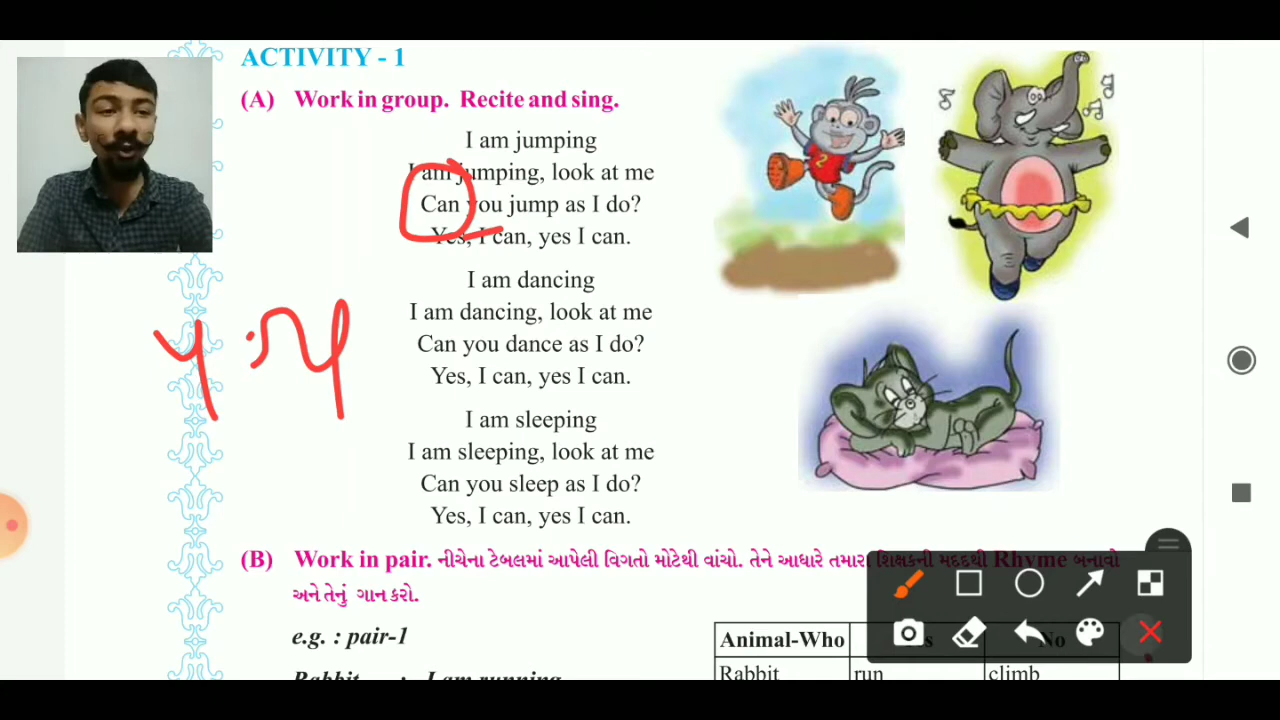 ACTIVITY - 1
(A) Work in group. Recite and sing.
I am jumping
I am jumping, look at me
Can you jump as I do?
Yes, I can, yes I can.
I am dancing
I am dancing, look at me
Can you dance as I do?
Yes, I can, yes I can.
I am sleeping
I am sleeping, look at me
Can you sleep as I do?
Yes, I can, yes I can.
(B) Work in pair. નીચેના ટેબલમાં આપેલી વિગતો મોટેથી વાંચો. તેને આધારે તમારા શિક્ષકની મદદથી Rhyme બનાવો
અને તેનું ગાન કરો.
e.g. : pair-1
Animal-Who No
Rabbit : I am running
Rabbit run climb